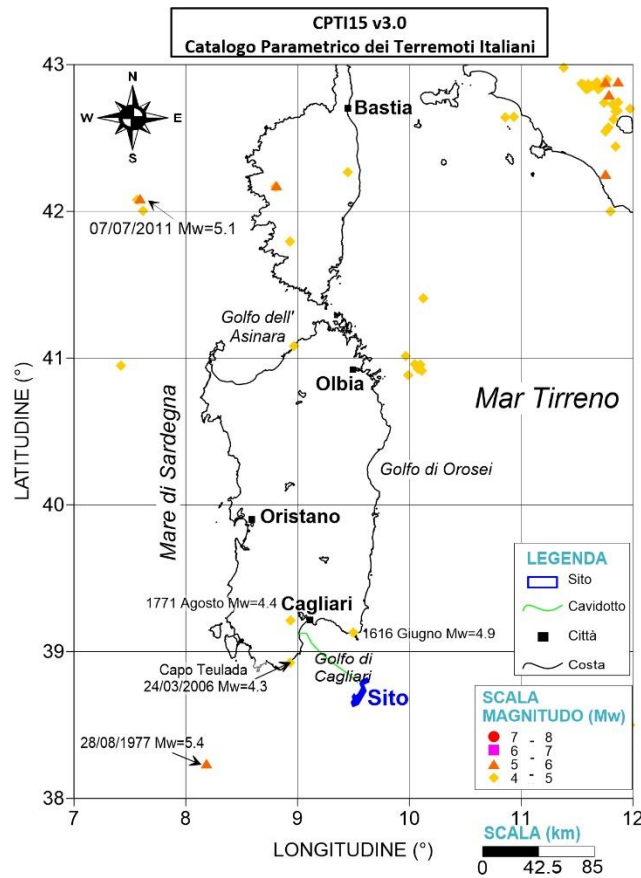 CPTI15 v3.0
Catalogo Parametrico dei Terremoti Italiani
43
42
41
40
39
38
LATITUDINE (°)
N
W E
S
Bastia
07/07/2011 Mw=5.1
Golfo dell'
Asinara
Olbia
Mar Tirreno
Mare di Sardegna
Golfo di Orosei
Oristano
1771 Agosto Mw=4.4
Cagliari
1616 Giugno Mw=4.9
Capo Teulada
24/03/2006 Mw=4.3
Golfo di
Cagliari
Sito
28/08/1977 Mw=5.4
LEGENDA
Sito
Cavidotto
Città
Costa
SCALA
MAGNITUDO (Mw)
7 - 8
6 - 7
5 - 6
4 - 5
7 8 9 10 11 12
LONGITUDINE (°)
SCALA (km)
0 42.5 85